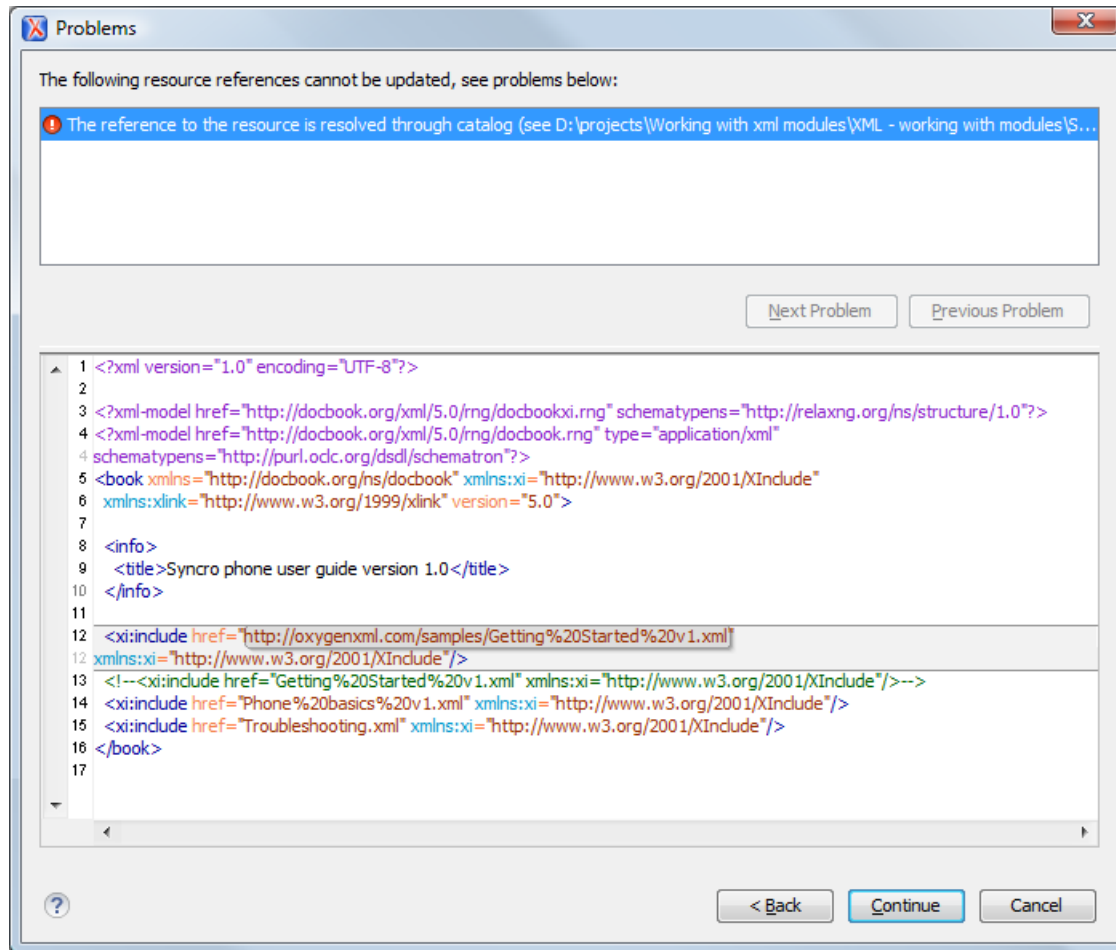 Problems
The following resource references cannot be updated, see problems below:
The reference to the resource is resolved through catalog (see D:\projects\Working with xml modules\XML - working with modules\S...
Next Problem Previous Problem
1 <?xml version="1.0" encoding="UTF-8"?>
2
3 <?xml-model href="http://docbook.org/xml/5.0/rng/docbookxi.rng" schematypens="http://relaxng.org/ns/structure/1.0"?>
4 <?xml-model href="http://docbook.org/xml/5.0/rng/docbook.rng" type="application/xml"
4 schematypens="http://purl.oclc.org/dsdl/schematron"?>
5 <book xmlns="http://docbook.org/ns/docbook" xmlns:xi="http://www.w3.org/2001/XInclude"
6 xmlns:xlink="http://www.w3.org/1999/xlink" version="5.0">
7
8 <info>
9 <title>Syncro phone user guide version 1.0</title>
10 </info>
11
12 <xi:include href="http://oxygenxml.com/samples/Getting%20Started%20v1.xml"
12 xmlns:xi="http://www.w3.org/2001/XInclude"/>
13 <!--<xi:include href="Getting%20Started%20v1.xml" xmlns:xi="http://www.w3.org/2001/XInclude"/>-->
14 <xi:include href="Phone%20basics%20v1.xml" xmlns:xi="http://www.w3.org/2001/XInclude"/>
15 <xi:include href="Troubleshooting.xml" xmlns:xi="http://www.w3.org/2001/XInclude"/>
16 </book>
17
? < Back Continue Cancel